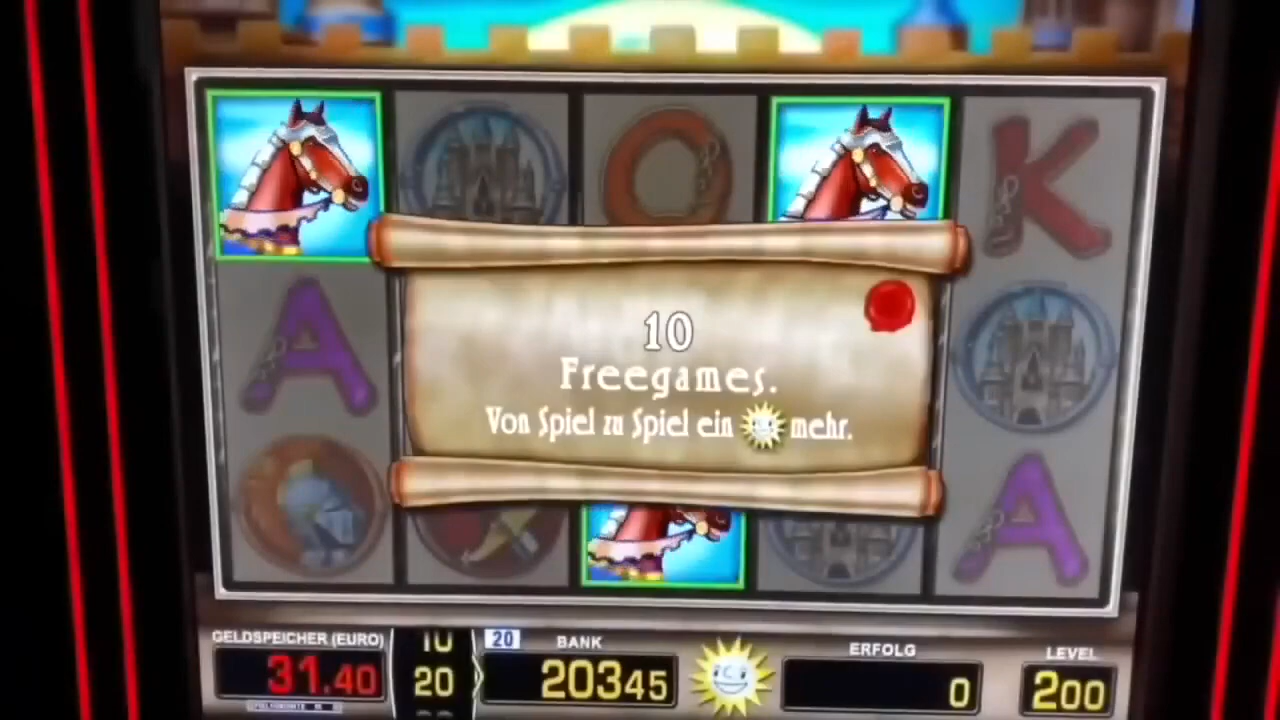 Q
K
A
10
Freegames.
Von Spiel zu Spiel ein mehr.
A
GELDSPEICHER (EURO)
31.40
10
20
20
BANK
20345
ERFOLG
0
LEVEL
200